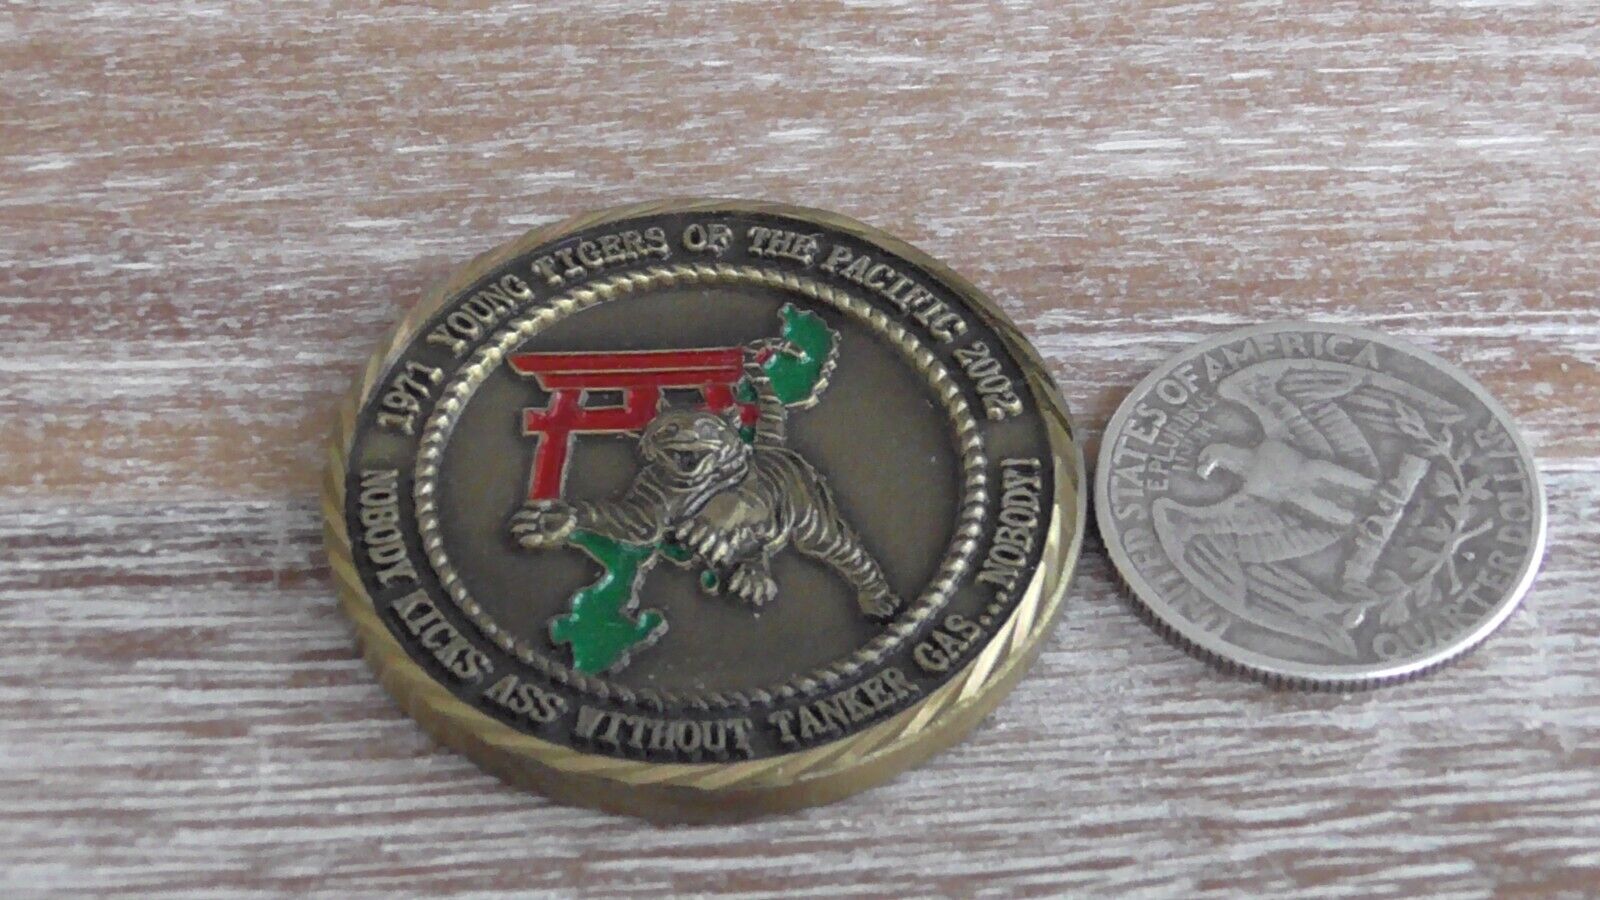 1971 YOUNG TIGERS OF THE PACIFIC 2002
NOBODY KICKS ASS WITHOUT TANKER GAS...NOBODY!
UNITED STATES OF AMERICA
E PLURIBUS
UNUM
QUARTER DOLLAR